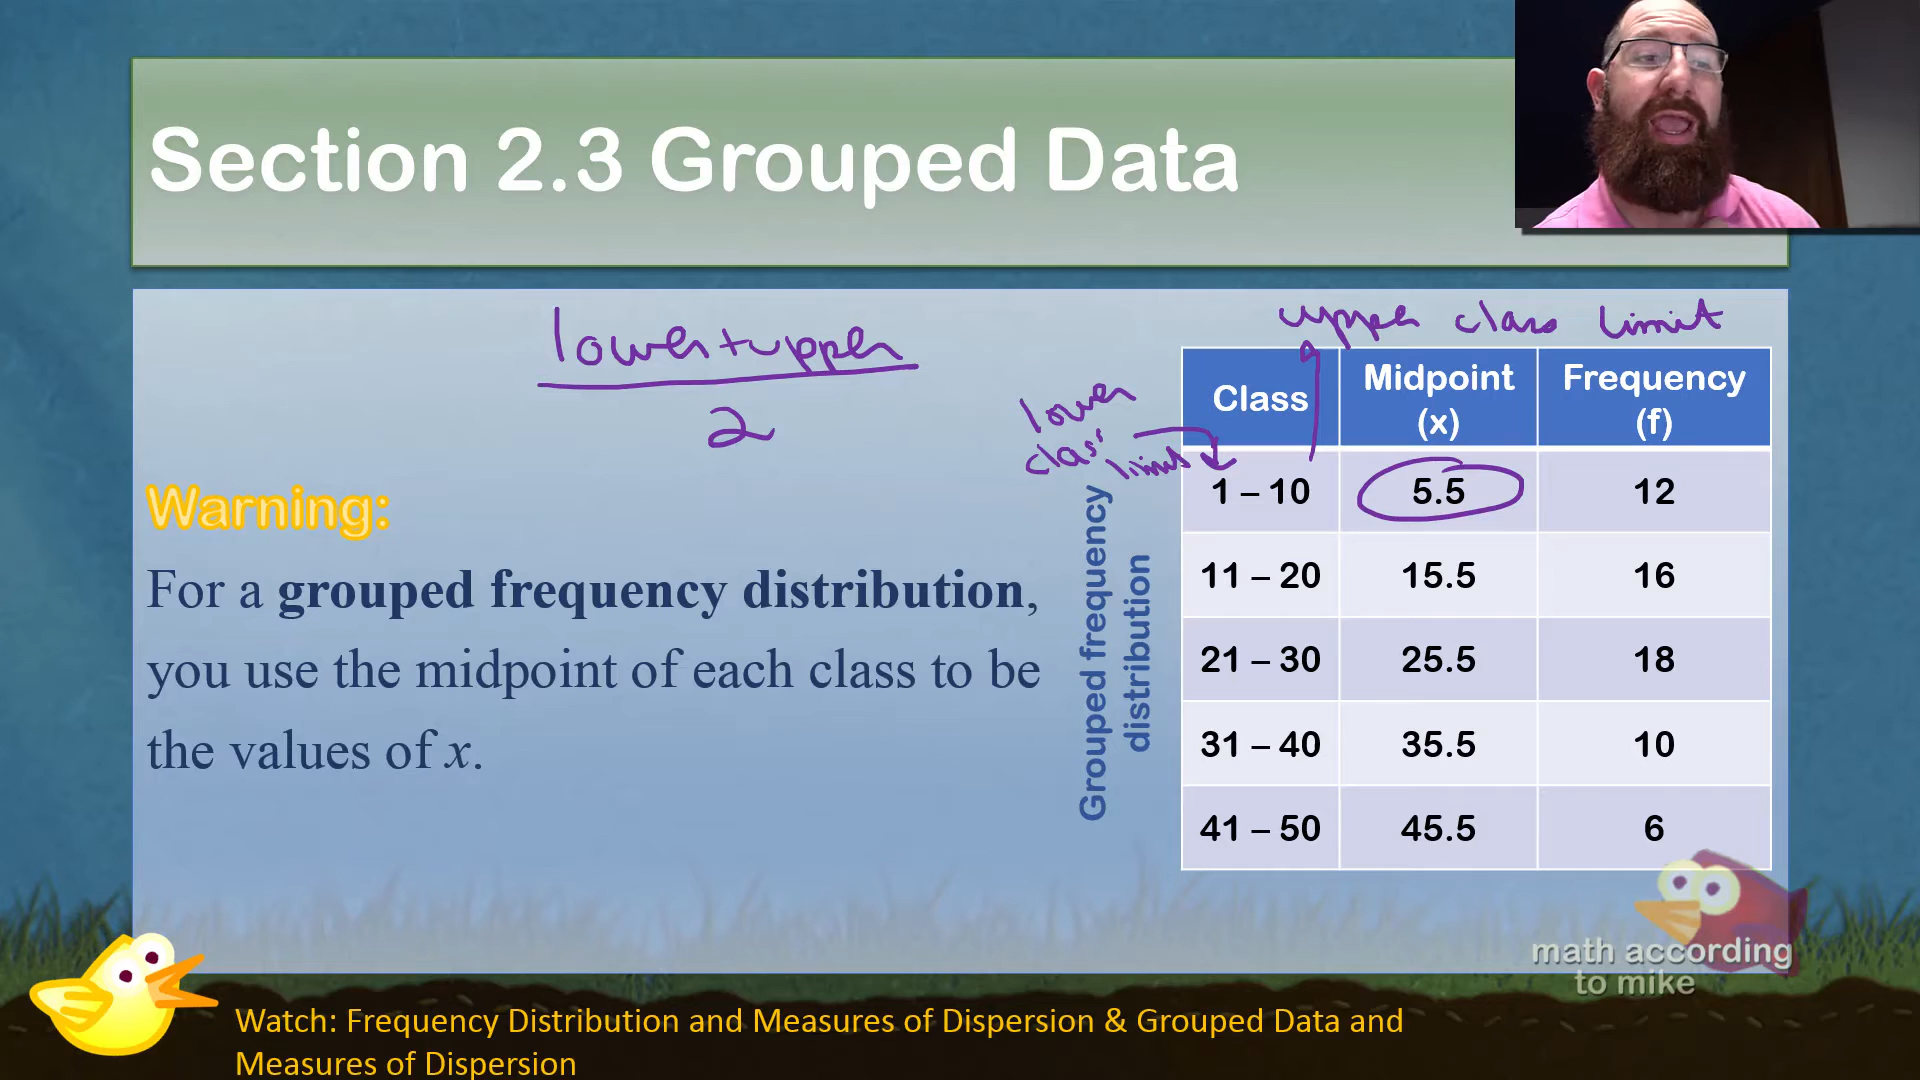 Section 2.3 Grouped Data
lower + upper
2
upper class limit
lower
class limit
Warning:
For a grouped frequency distribution,
you use the midpoint of each class to be
the values of x.
Grouped frequency
distribution
Class Midpoint (x) Frequency (f)
1 – 10 5.5 12
11 – 20 15.5 16
21 – 30 25.5 18
31 – 40 35.5 10
41 – 50 45.5 6
math according
to mike
Watch: Frequency Distribution and Measures of Dispersion & Grouped Data and
Measures of Dispersion